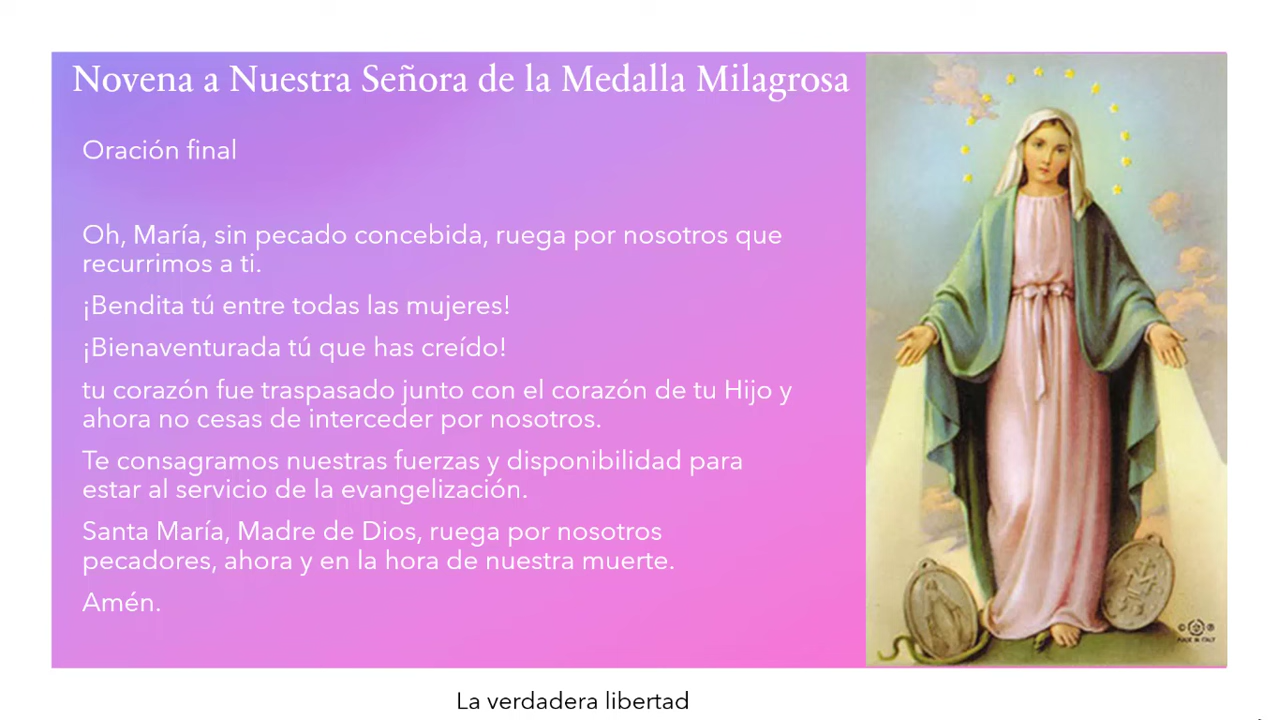 Novena a Nuestra Señora de la Medalla Milagrosa
Oración final
Oh, María, sin pecado concebida, ruega por nosotros que
recurrimos a ti.
¡Bendita tú entre todas las mujeres!
¡Bienaventurada tú que has creído!
tu corazón fue traspasado junto con el corazón de tu Hijo y
ahora no cesas de interceder por nosotros.
Te consagramos nuestras fuerzas y disponibilidad para
estar al servicio de la evangelización.
Santa María, Madre de Dios, ruega por nosotros
pecadores, ahora y en la hora de nuestra muerte.
Amén.
MADE IN ITALY
La verdadera libertad